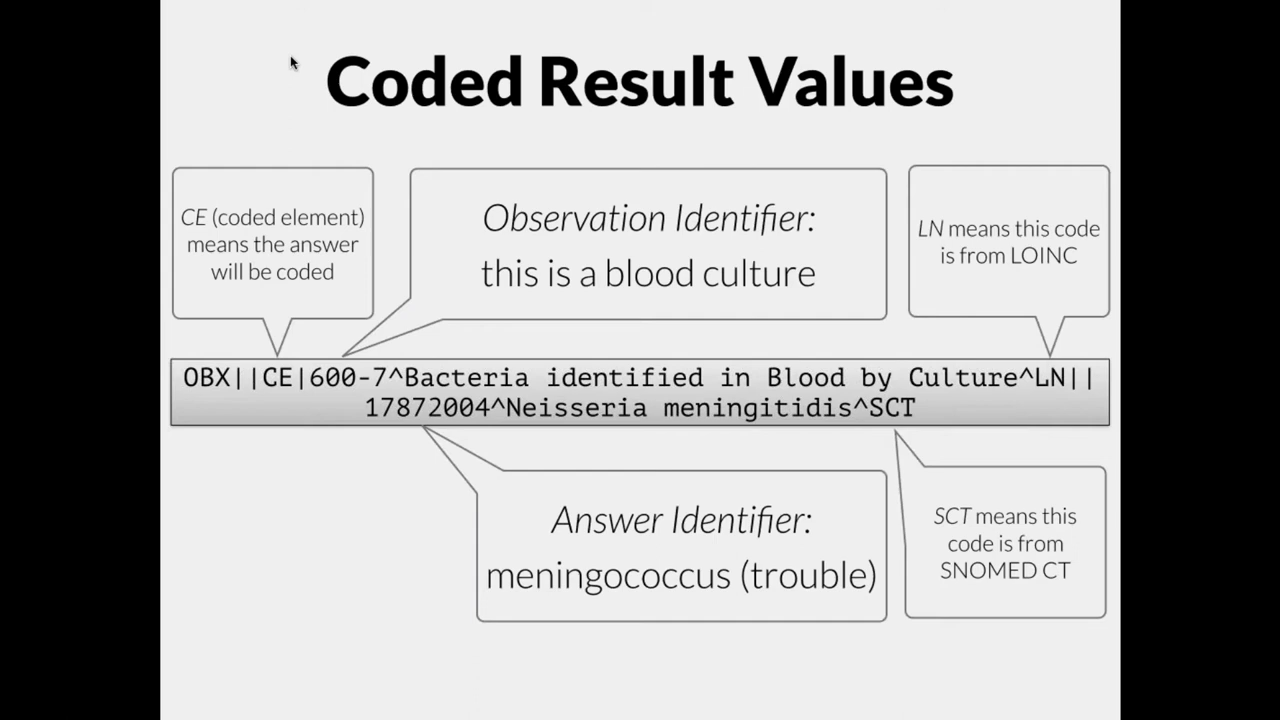 Coded Result Values
CE (coded element)
means the answer
will be coded
Observation Identifier:
this is a blood culture
LN means this code
is from LOINC
OBX||CE|600-7^Bacteria identified in Blood by Culture^LN||
17872004^Neisseria meningitidis^SCT
Answer Identifier:
meningococcus (trouble)
SCT means this
code is from
SNOMED CT